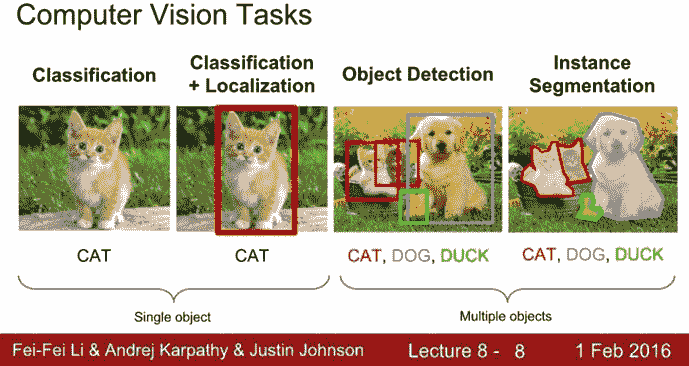 Computer Vision Tasks
Classification
Classification
+ Localization
Object Detection
Instance
Segmentation
CAT
CAT
CAT, DOG, DUCK
CAT, DOG, DUCK
Single object
Multiple objects
Fei-Fei Li & Andrej Karpathy & Justin Johnson
Lecture 8 - 8
1 Feb 2016